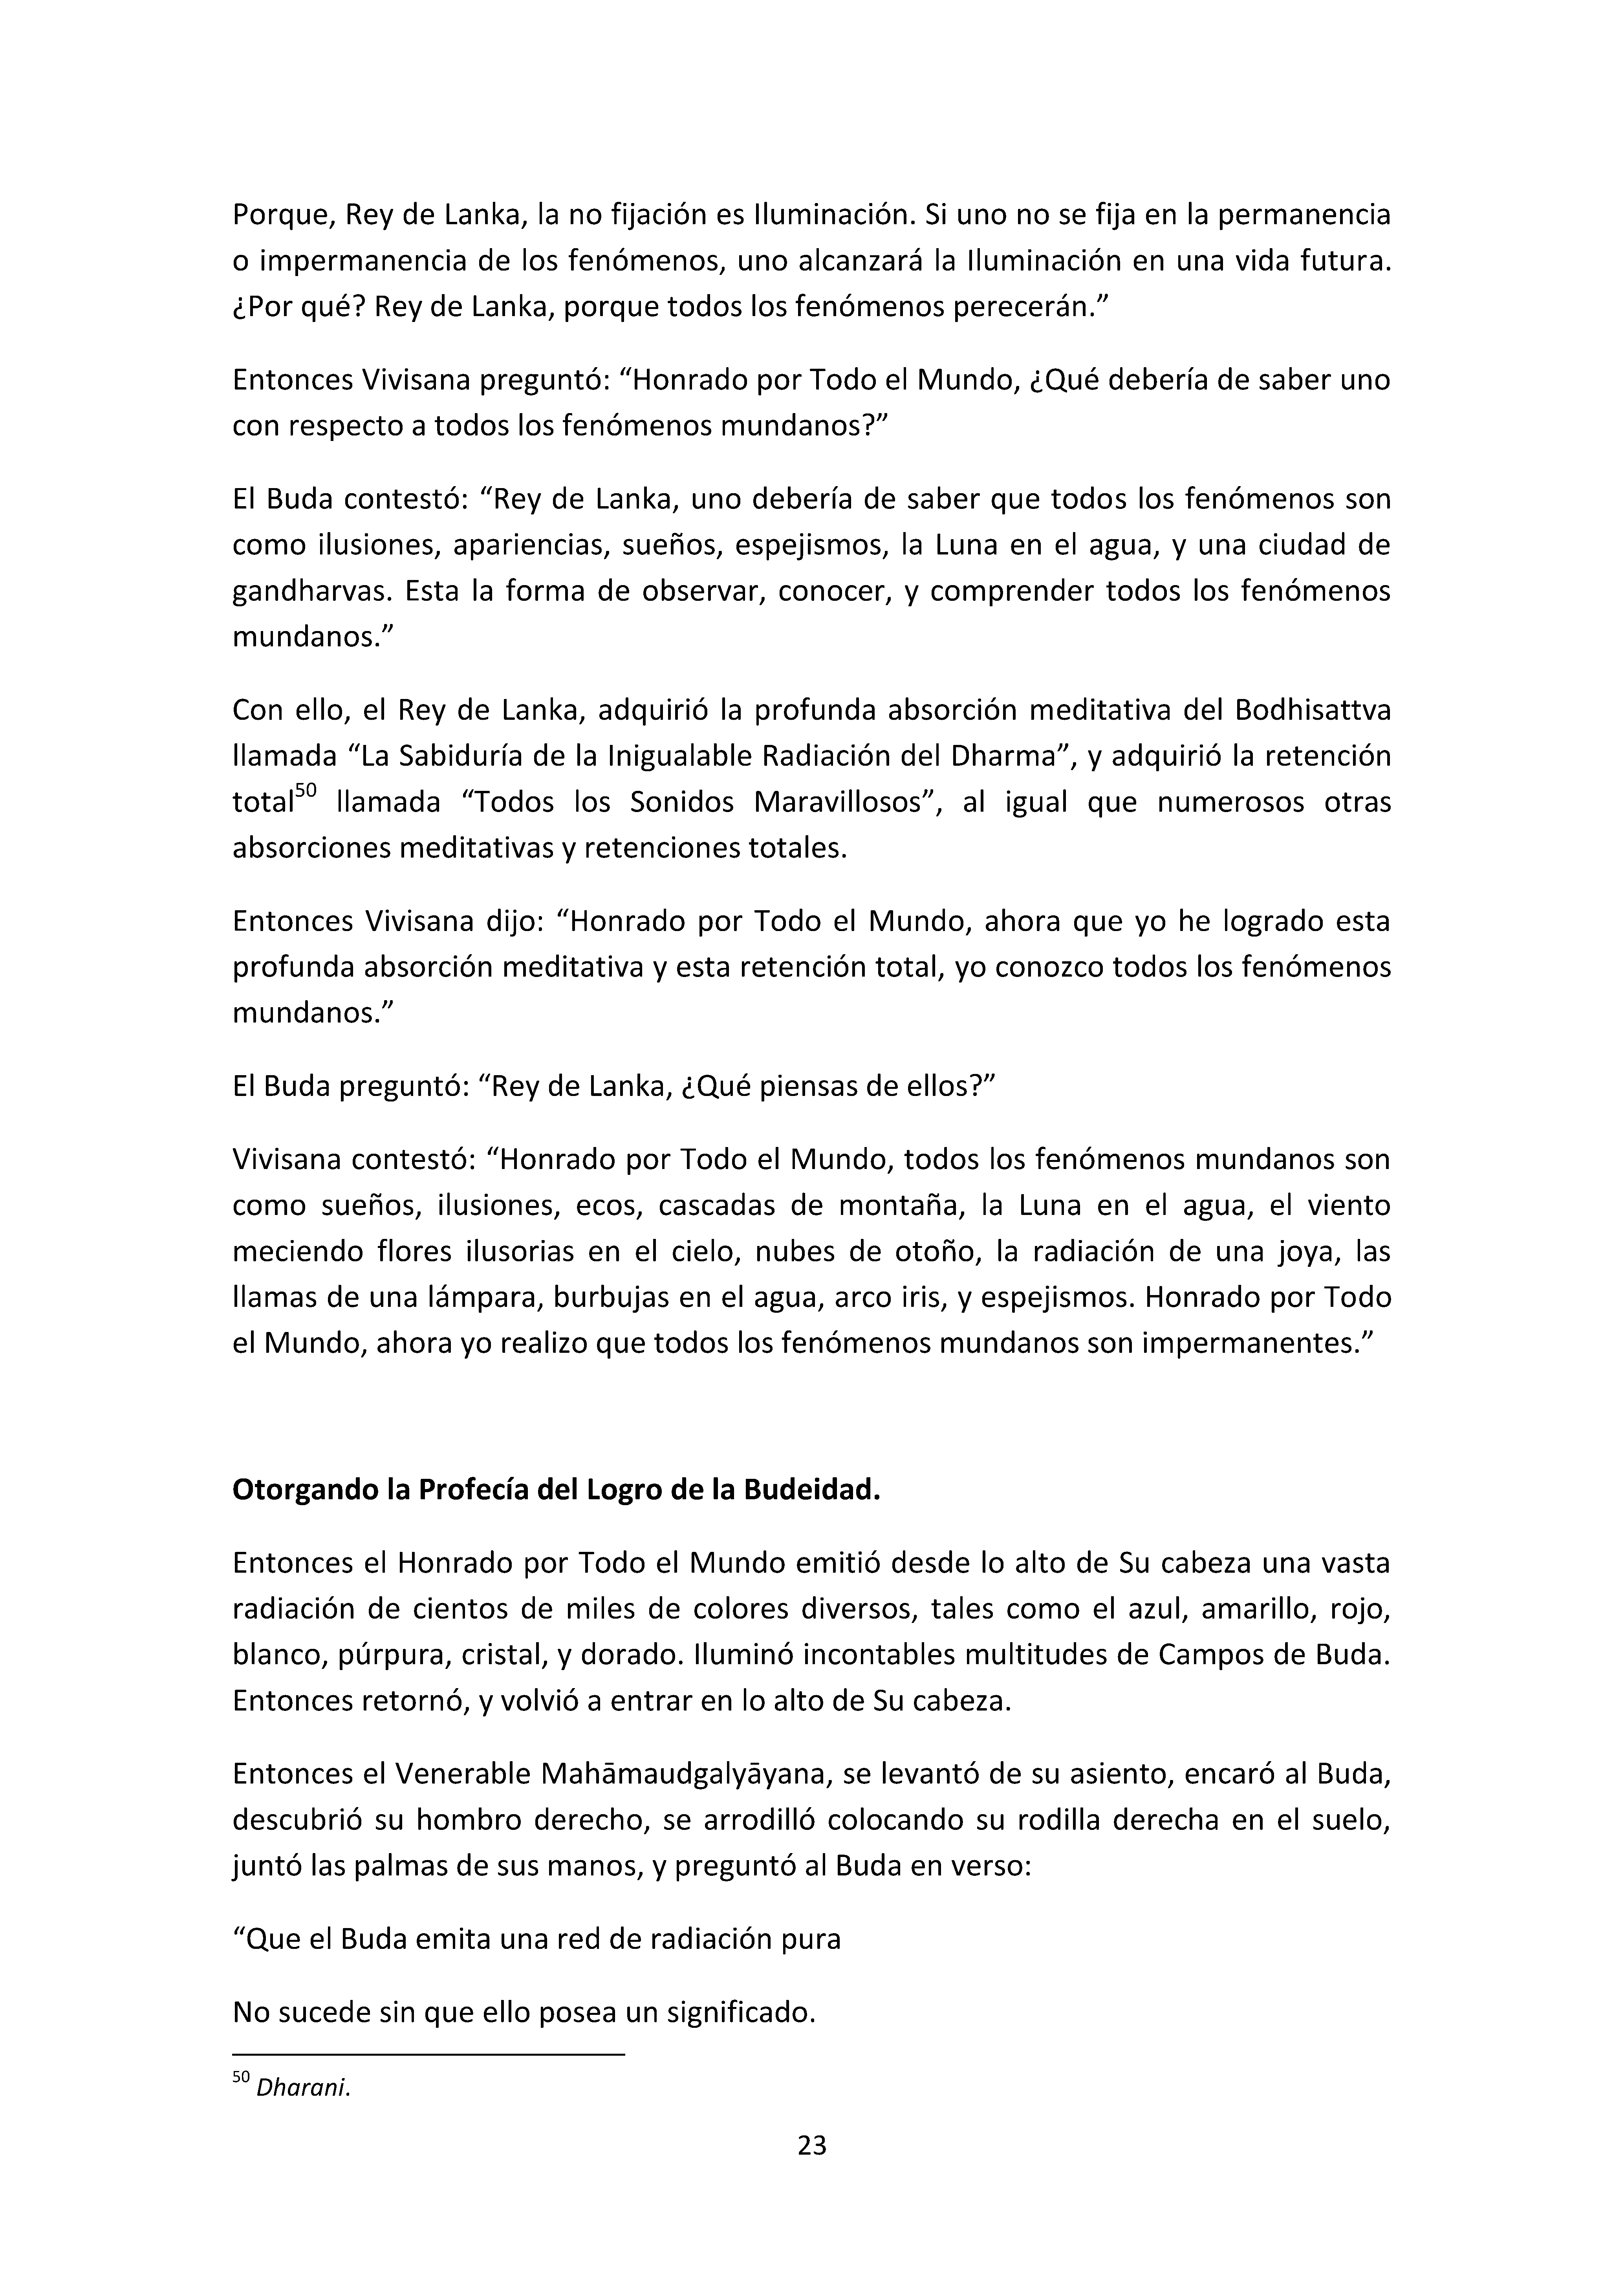 Porque, Rey de Lanka, la no fijación es Iluminación. Si uno no se fija en la permanencia
o impermanencia de los fenómenos, uno alcanzará la Iluminación en una vida futura.
¿Por qué? Rey de Lanka, porque todos los fenómenos perecerán.”
Entonces Vivisana preguntó: “Honrado por Todo el Mundo, ¿Qué debería de saber uno
con respecto a todos los fenómenos mundanos?”
El Buda contestó: “Rey de Lanka, uno debería de saber que todos los fenómenos son
como ilusiones, apariencias, sueños, espejismos, la Luna en el agua, y una ciudad de
gandharvas. Esta la forma de observar, conocer, y comprender todos los fenómenos
mundanos.”
Con ello, el Rey de Lanka, adquirió la profunda absorción meditativa del Bodhisattva
llamada “La Sabiduría de la Inigualable Radiación del Dharma”, y adquirió la retención
total50 llamada “Todos los Sonidos Maravillosos”, al igual que numerosos otras
absorciones meditativas y retenciones totales.
Entonces Vivisana dijo: “Honrado por Todo el Mundo, ahora que yo he logrado esta
profunda absorción meditativa y esta retención total, yo conozco todos los fenómenos
mundanos.”
El Buda preguntó: “Rey de Lanka, ¿Qué piensas de ellos?”
Vivisana contestó: “Honrado por Todo el Mundo, todos los fenómenos mundanos son
como sueños, ilusiones, ecos, cascadas de montaña, la Luna en el agua, el viento
meciendo flores ilusorias en el cielo, nubes de otoño, la radiación de una joya, las
llamas de una lámpara, burbujas en el agua, arco iris, y espejismos. Honrado por Todo
el Mundo, ahora yo realizo que todos los fenómenos mundanos son impermanentes.”
Otorgando la Profecía del Logro de la Budeidad.
Entonces el Honrado por Todo el Mundo emitió desde lo alto de Su cabeza una vasta
radiación de cientos de miles de colores diversos, tales como el azul, amarillo, rojo,
blanco, púrpura, cristal, y dorado. Iluminó incontables multitudes de Campos de Buda.
Entonces retornó, y volvió a entrar en lo alto de Su cabeza.
Entonces el Venerable Mahāmaudgalyāyana, se levantó de su asiento, encaró al Buda,
descubrió su hombro derecho, se arrodilló colocando su rodilla derecha en el suelo,
juntó las palmas de sus manos, y preguntó al Buda en verso:
“Que el Buda emita una red de radiación pura
No sucede sin que ello posea un significado.
50 Dharani.
23